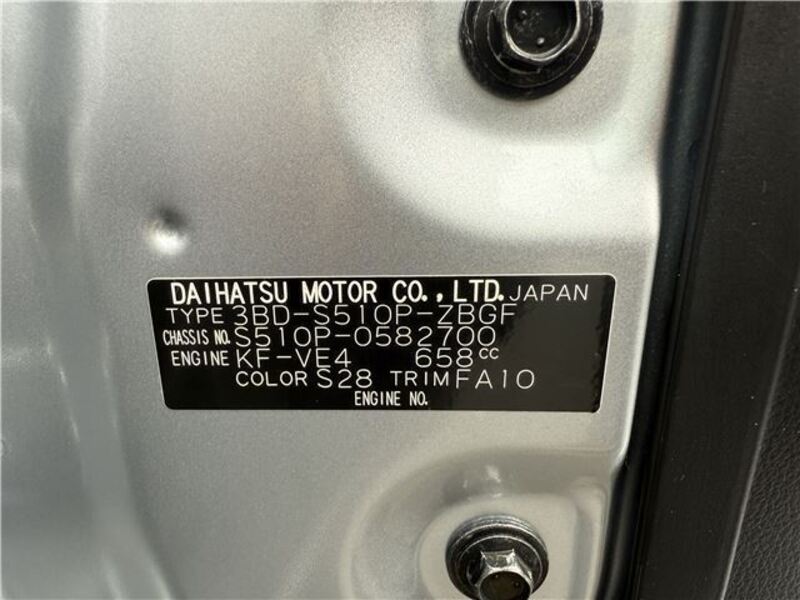 DAIHATSU MOTOR CO., LTD. JAPAN
TYPE 3BD-S510P-ZBGF
CHASSIS NO. S510P-0582700
ENGINE KF-VE4 658cc
COLOR S28 TRIM FA10
ENGINE NO.